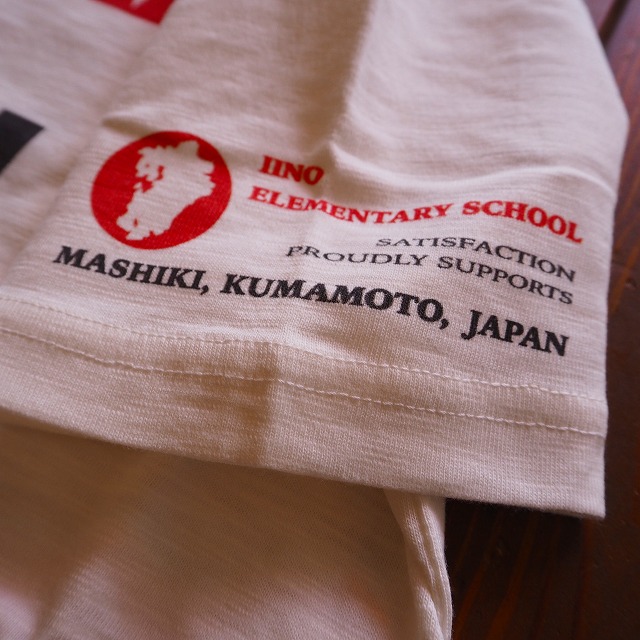 IINO
ELEMENTARY SCHOOL
SATISFACTION
PROUDLY SUPPORTS
MASHIKI, KUMAMOTO, JAPAN